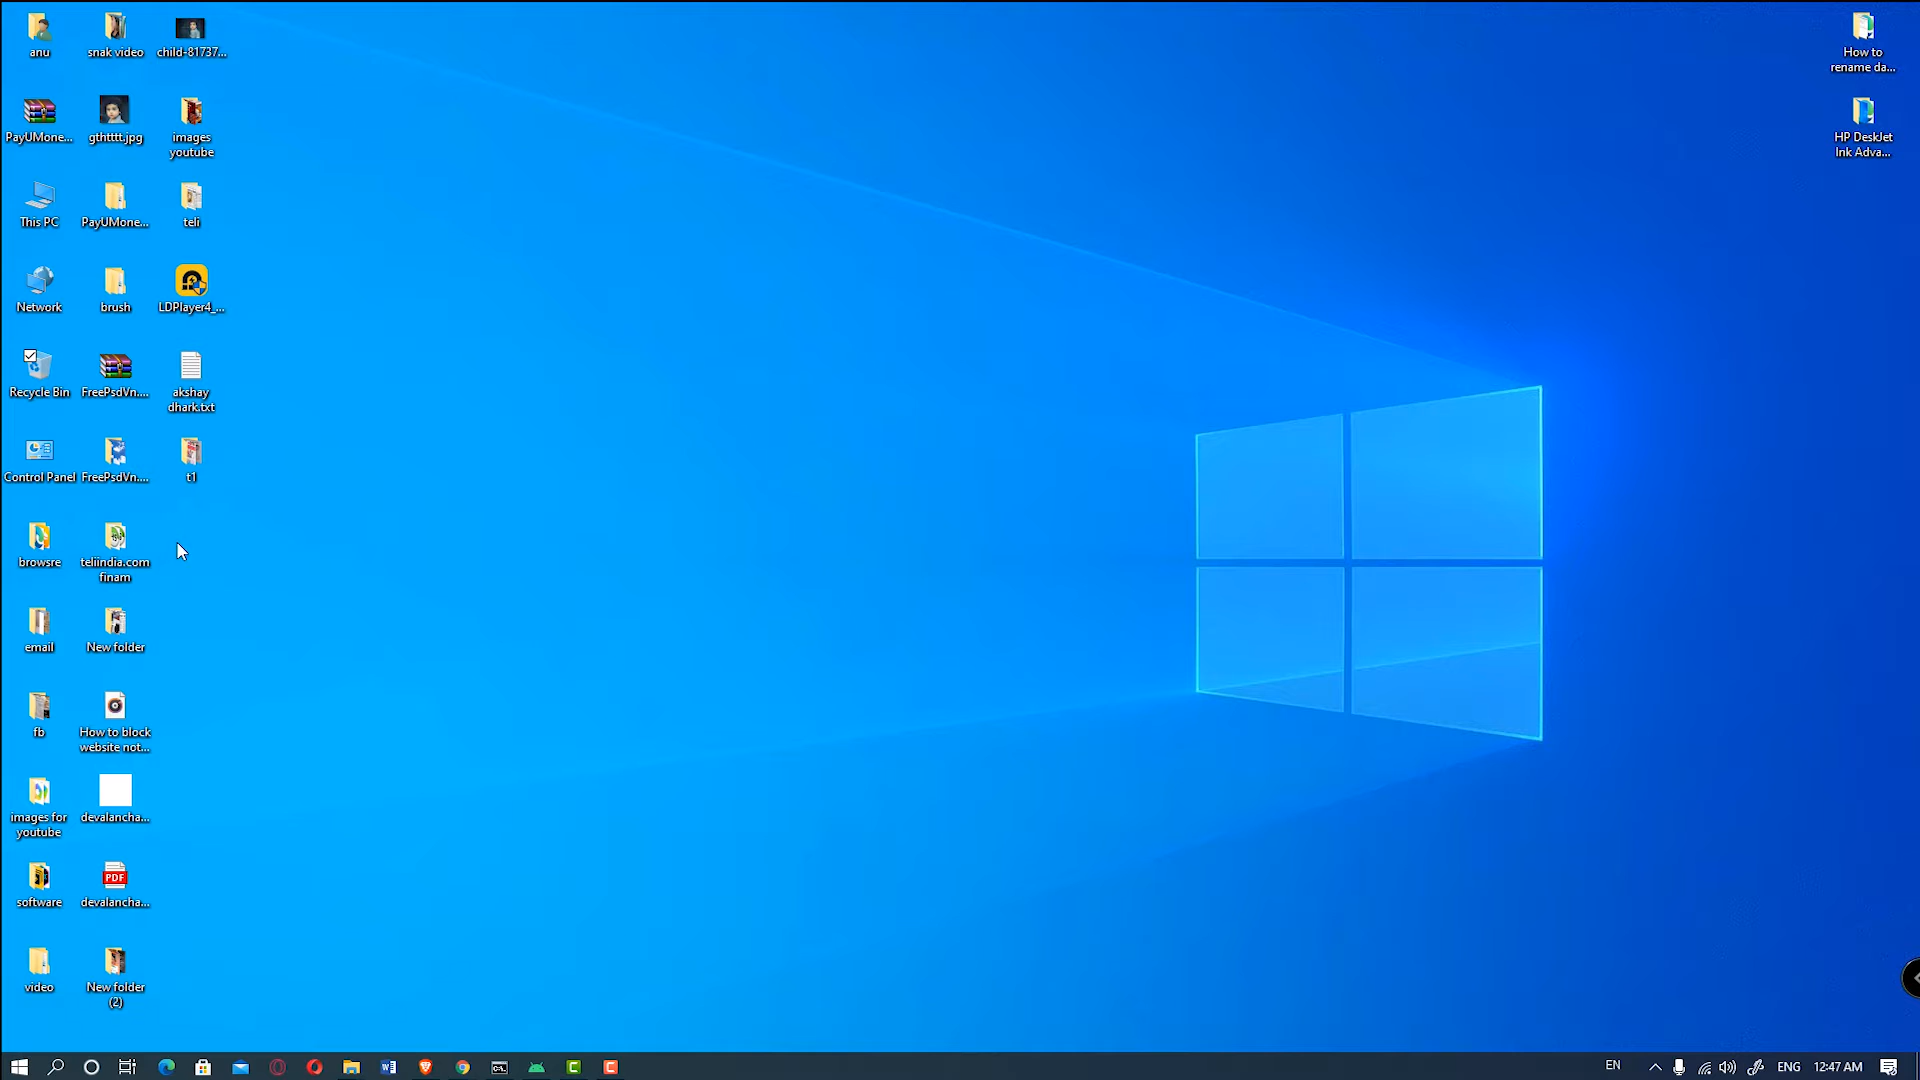 anu
snak video
child-81737...
PayUMone...
gthtttt.jpg
images
youtube
This PC
PayUMone...
teli
Network
brush
LDPlayer4_...
Recycle Bin
FreePsdVn....
akshay
dhark.txt
Control Panel
FreePsdVn....
t1
browsre
teliindia.com
finam
email
New folder
fb
How to block
website not...
images for
youtube
devalancha...
software
PDF
devalancha...
video
New folder
(2)
How to
rename da...
HP DeskJet
Ink Adva...
EN
ENG
12:47 AM